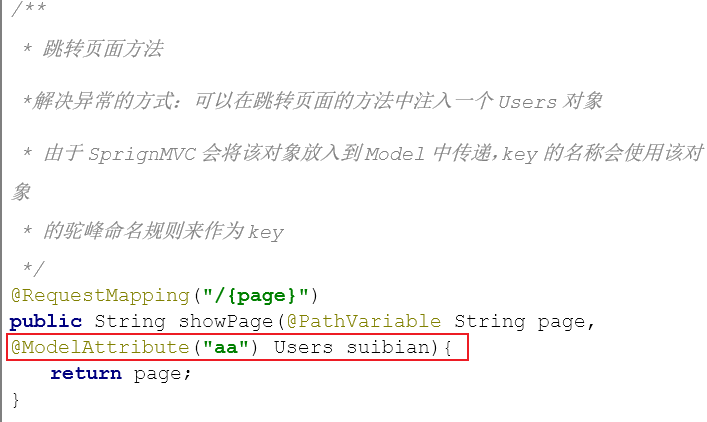 /**
* 跳转页面方法
*解决异常的方式：可以在跳转页面的方法中注入一个 Users 对象
* 由于 SprignMVC 会将该对象放入到 Model 中传递,key 的名称会使用该对
象
* 的驼峰命名规则来作为 key
*/
@RequestMapping("/{page}")
public String showPage(@PathVariable String page,
@ModelAttribute("aa") Users suibian){
return page;
}